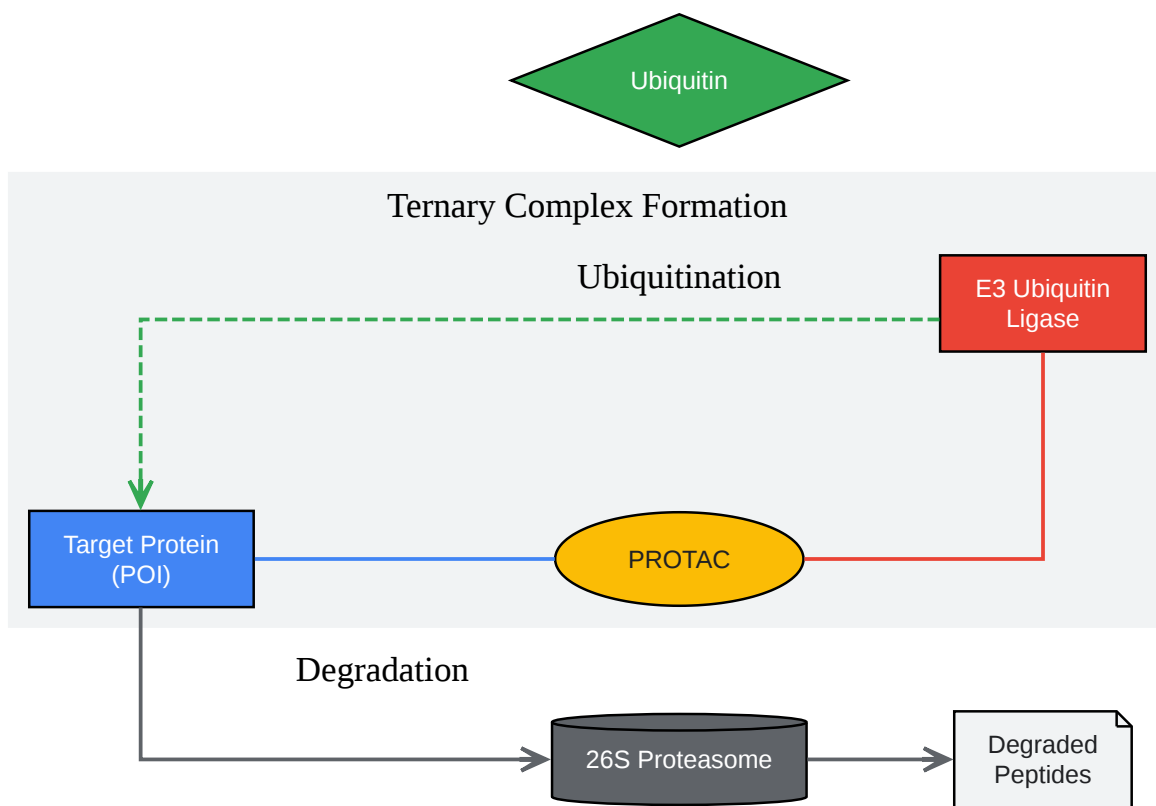 Ubiquitin
Ternary Complex Formation
Ubiquitination
E3 Ubiquitin
Ligase
Target Protein
(POI)
PROTAC
Degradation
26S Proteasome
Degraded
Peptides